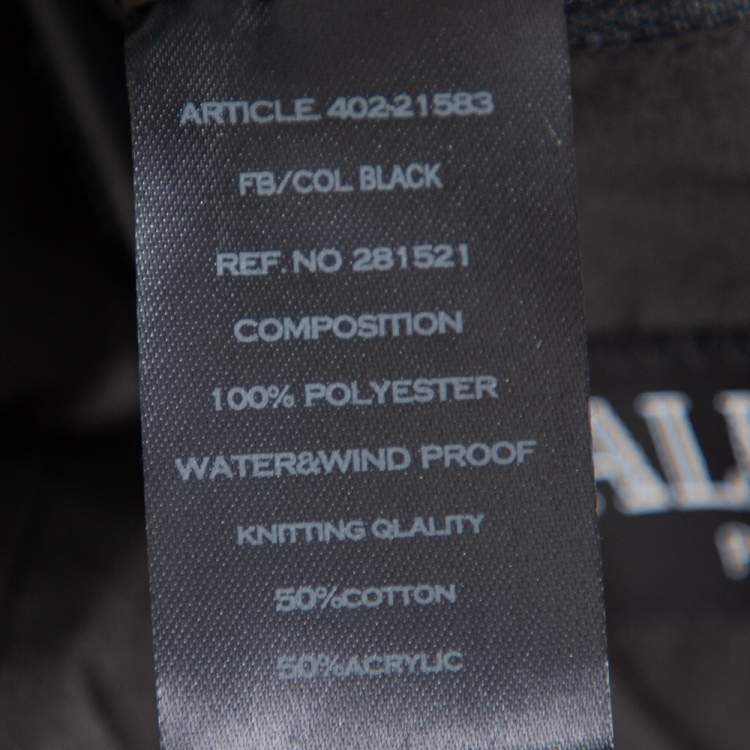 ARTICLE 402-21583
FB/COL BLACK
REF. NO 281521
COMPOSITION
100% POLYESTER
WATER&WIND PROOF
KNITTING QLALITY
50%COTTON
50%ACRYLIC